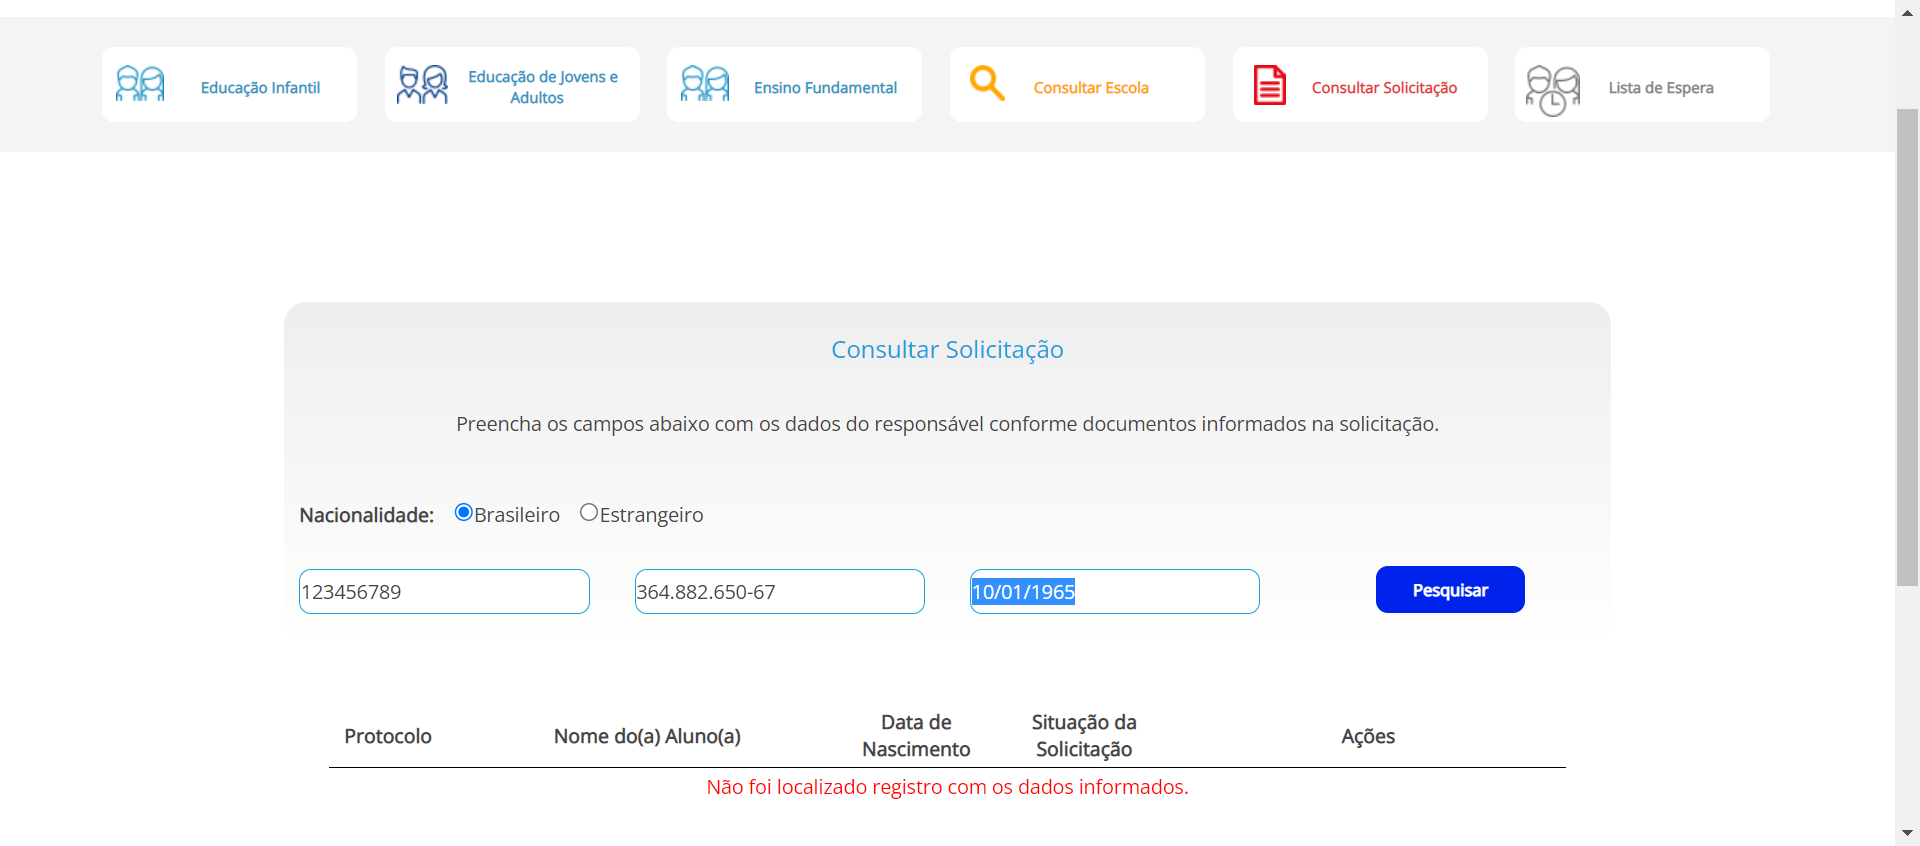 Educação Infantil
Educação de Jovens e
Adultos
Ensino Fundamental
Consultar Escola
Consultar Solicitação
Lista de Espera
Consultar Solicitação
Preencha os campos abaixo com os dados do responsável conforme documentos informados na solicitação.
Nacionalidade: Brasileiro Estrangeiro
123456789 364.882.650-67 10/01/1965 Pesquisar
Protocolo Nome do(a) Aluno(a) Data de Nascimento Situação da Solicitação Ações
Não foi localizado registro com os dados informados.